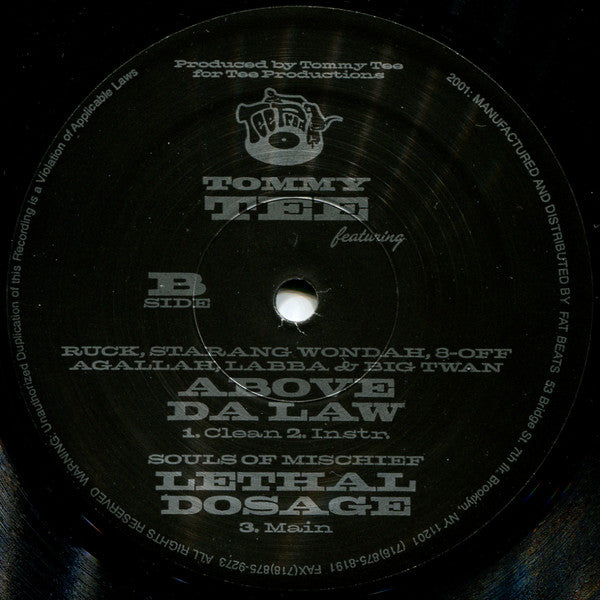 Produced by Tommy Tee
for Tee Productions
TEE
TOMMY
TEE
featuring
B
SIDE
RUCK, STARANG WONDAH, 8-OFF
AGALLAH, LABBA & BIG TWAN
ABOVE
DA LAW
1. Clean 2. Instr.
SOULS OF MISCHIEF
LETHAL
DOSAGE
3. Main
2001: MANUFACTURED AND DISTRIBUTED BY FAT BEATS 53 Bridge St. 7TH flr. Brooklyn, NY 11201 (718)875-8191 FAX(718)875-9273 ALL RIGHTS RESERVED WARNING: Unauthorized Duplication of this Recording is a Violation of Applicable Laws